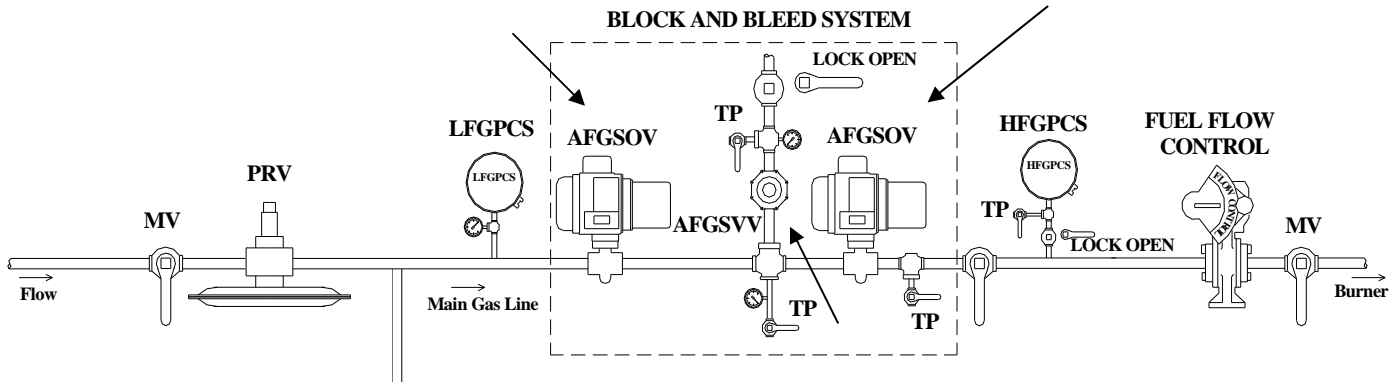 BLOCK AND BLEED SYSTEM
LOCK OPEN
TP
LFGPCS
AFGSOV
AFGSOV
HFGPCS
FUEL FLOW
CONTROL
PRV
LFGPCS
HFGPCS
FLOW CONTROL
MV
AFGSVV
TP
LOCK OPEN
MV
Flow
Main Gas Line
TP
TP
Burner